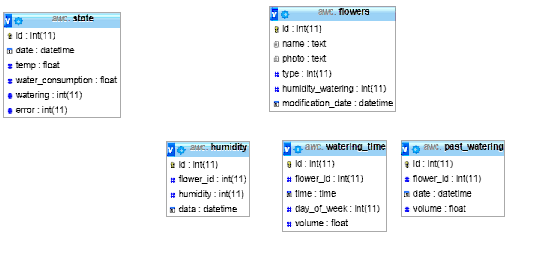 awc. state
id : int(11)
date : datetime
temp : float
water_consumption : float
watering : int(11)
error : int(11)
awc. flowers
id : int(11)
name : text
photo : text
type : int(11)
humidity_watering : int(11)
modification_date : datetime
awc. humidity
id : int(11)
flower_id : int(11)
humidity : int(11)
data : datetime
awc. watering_time
id : int(11)
flower_id : int(11)
time : time
day_of_week : int(11)
volume : float
awc. past_watering
id : int(11)
flower_id : int(11)
date : datetime
volume : float